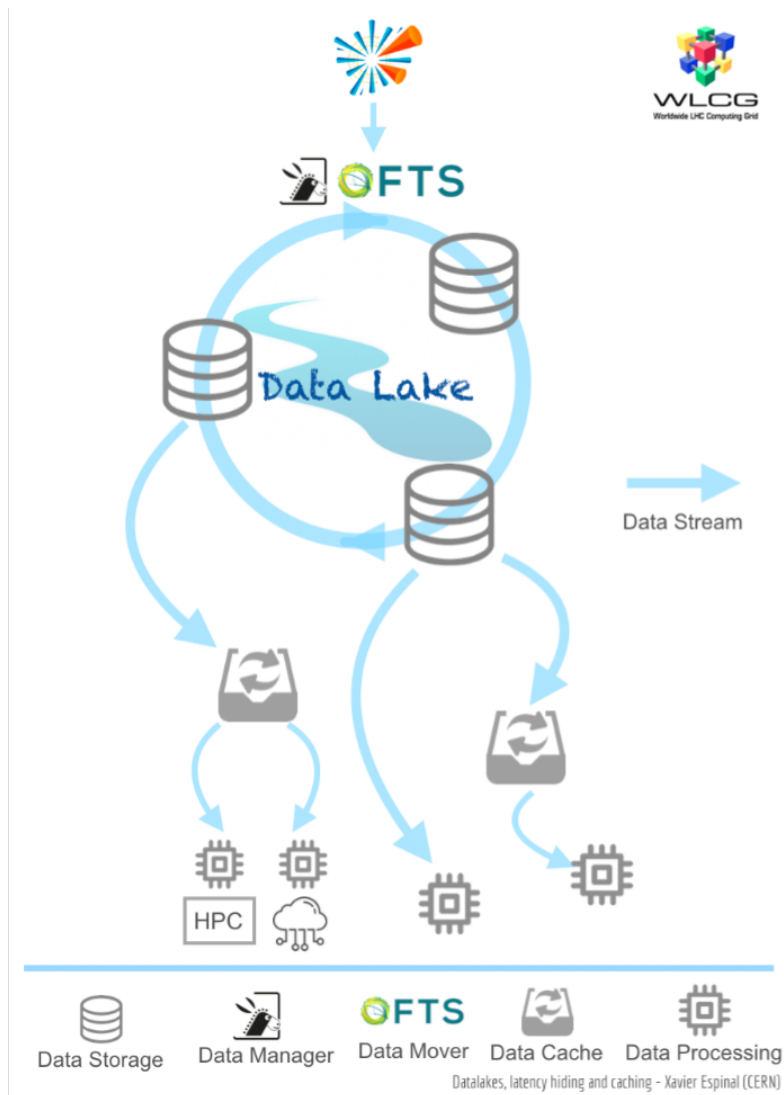 WLCG
Worldwide LHC Computing Grid
FTS
Data Lake
Data Stream
HPC
Data Storage
Data Manager
FTS
Data Mover
Data Cache
Data Processing
Datalakes, latency hiding and caching - Xavier Espinal (CERN)